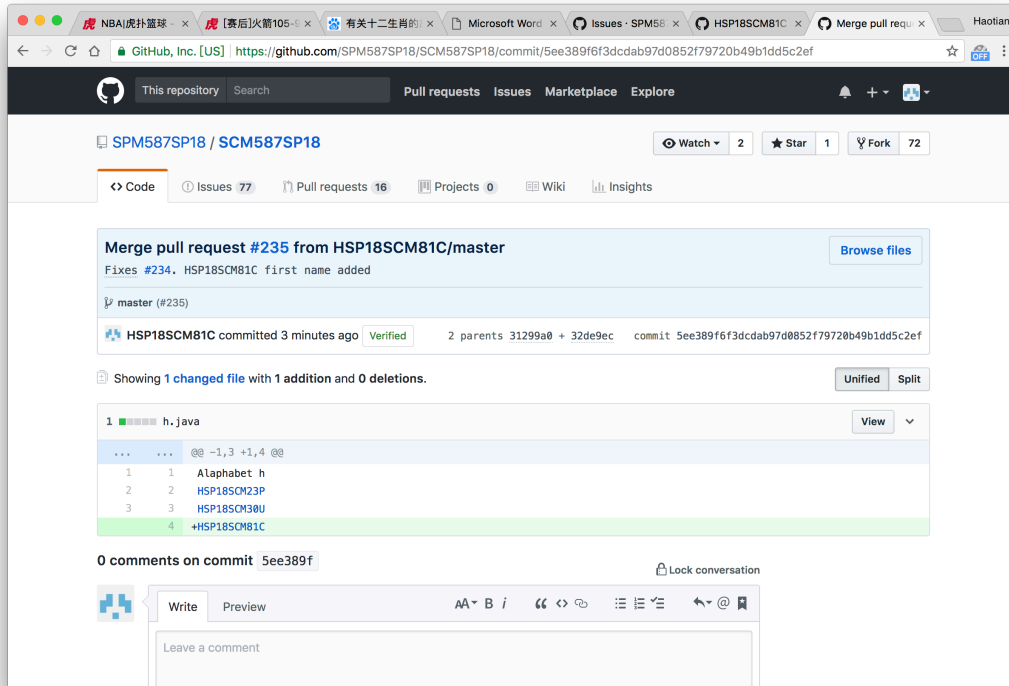 NBA|虎扑篮球 -
[赛后]火箭105-9
有关十二生肖的
Microsoft Word
Issues · SPM58
HSP18SCM81C
Merge pull requ
Haotian
GitHub, Inc. [US] https://github.com/SPM587SP18/SCM587SP18/commit/5ee389f6f3dcdab97d0852f79720b49b1dd5c2ef
OFF
This repository Search Pull requests Issues Marketplace Explore
SPM587SP18 / SCM587SP18 Watch 2 Star 1 Fork 72
Code Issues 77 Pull requests 16 Projects 0 Wiki Insights
Merge pull request #235 from HSP18SCM81C/master Browse files
Fixes #234. HSP18SCM81C first name added
master (#235)
HSP18SCM81C committed 3 minutes ago Verified 2 parents 31299a0 + 32de9ec commit 5ee389f6f3dcdab97d0852f79720b49b1dd5c2ef
Showing 1 changed file with 1 addition and 0 deletions. Unified Split
1 h.java View
... ... @@ -1,3 +1,4 @@
1 1 Alaphabet h
2 2 HSP18SCM23P
3 3 HSP18SCM30U
4 +HSP18SCM81C
0 comments on commit 5ee389f
Lock conversation
Write Preview AA B i “ <> @
Leave a comment